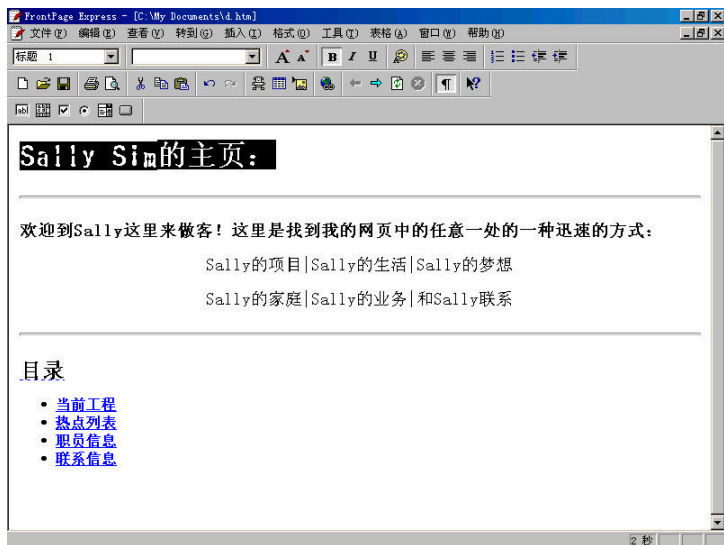 FrontPage Express - [C:\My Documents\d.htm]
文件(F) 编辑(E) 查看(V) 转到(G) 插入(I) 格式(O) 工具(T) 表格(A) 窗口(W) 帮助(H)
标题 1 A A B I U
Sally Sim的主页：
欢迎到Sally这里来做客！这里是找到我的网页中的任意一处的一种迅速的方式：
Sally的项目|Sally的生活|Sally的梦想
Sally的家庭|Sally的业务|和Sally联系
目录
• 当前工程
• 热点列表
• 职员信息
• 联系信息
2 秒